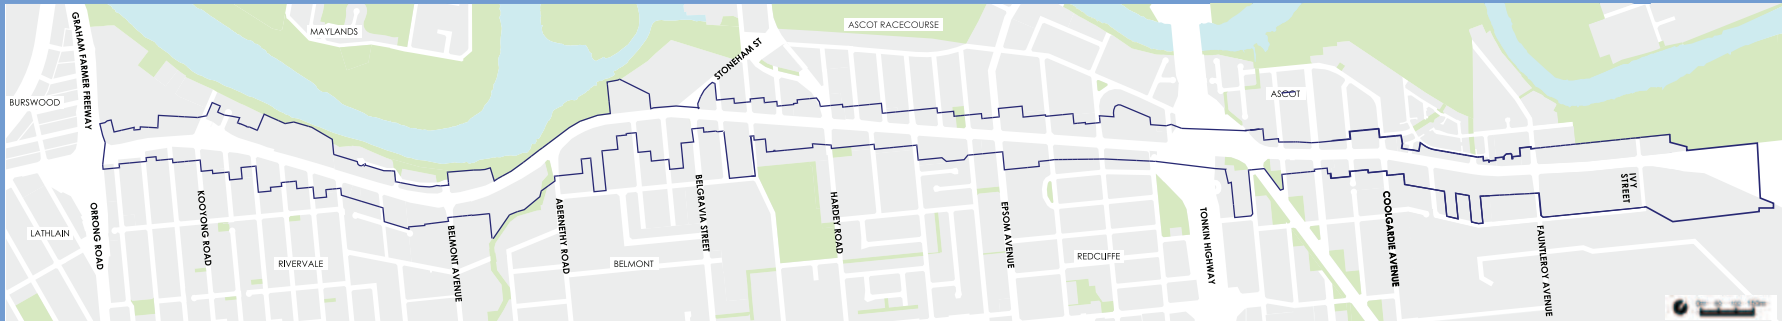 MAYLANDS
ASCOT RACECOURSE
GRAHAM FARMER FREEWAY
STONEHAM ST
BURSWOOD
ASCOT
LATHLAIN
ORRONG ROAD
KOOYONG ROAD
RIVERVALE
BELMONT AVENUE
ABERNETHY ROAD
BELMONT
BELGRAVIA STREET
HARDEY ROAD
EPSOM AVENUE
REDCLIFFE
TONKIN HIGHWAY
COOLGARDIE AVENUE
FAUNTLEROY AVENUE
IVY
STREET